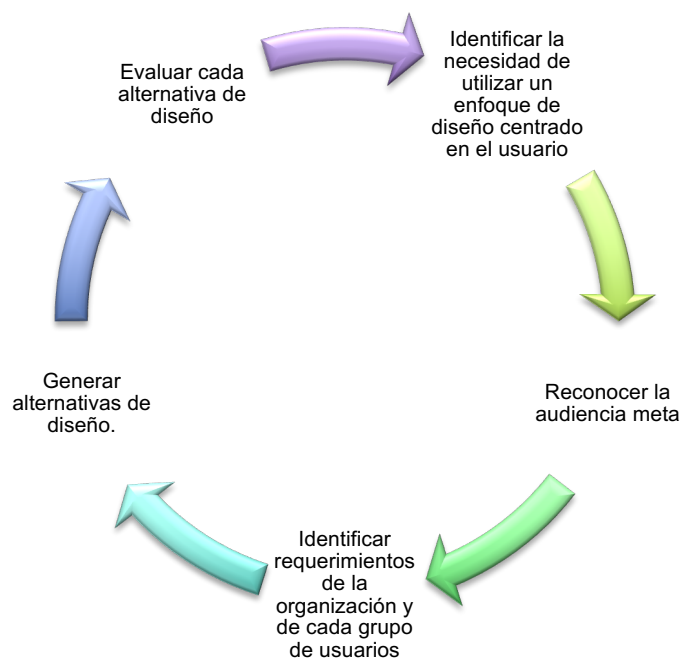 Identificar la
necesidad de
utilizar un
enfoque de
diseño centrado
en el usuario
Reconocer la
audiencia meta
Identificar
requerimientos
de la
organización y
de cada grupo
de usuarios
Generar
alternativas de
diseño.
Evaluar cada
alternativa de
diseño